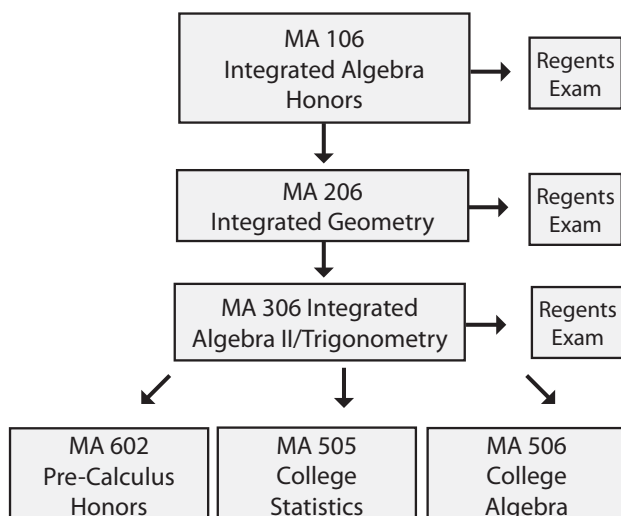 MA 106
Integrated Algebra
Honors
Regents
Exam
MA 206
Integrated Geometry
Regents
Exam
MA 306 Integrated
Algebra II/Trigonometry
Regents
Exam
MA 602
Pre-Calculus
Honors
MA 505
College
Statistics
MA 506
College
Algebra